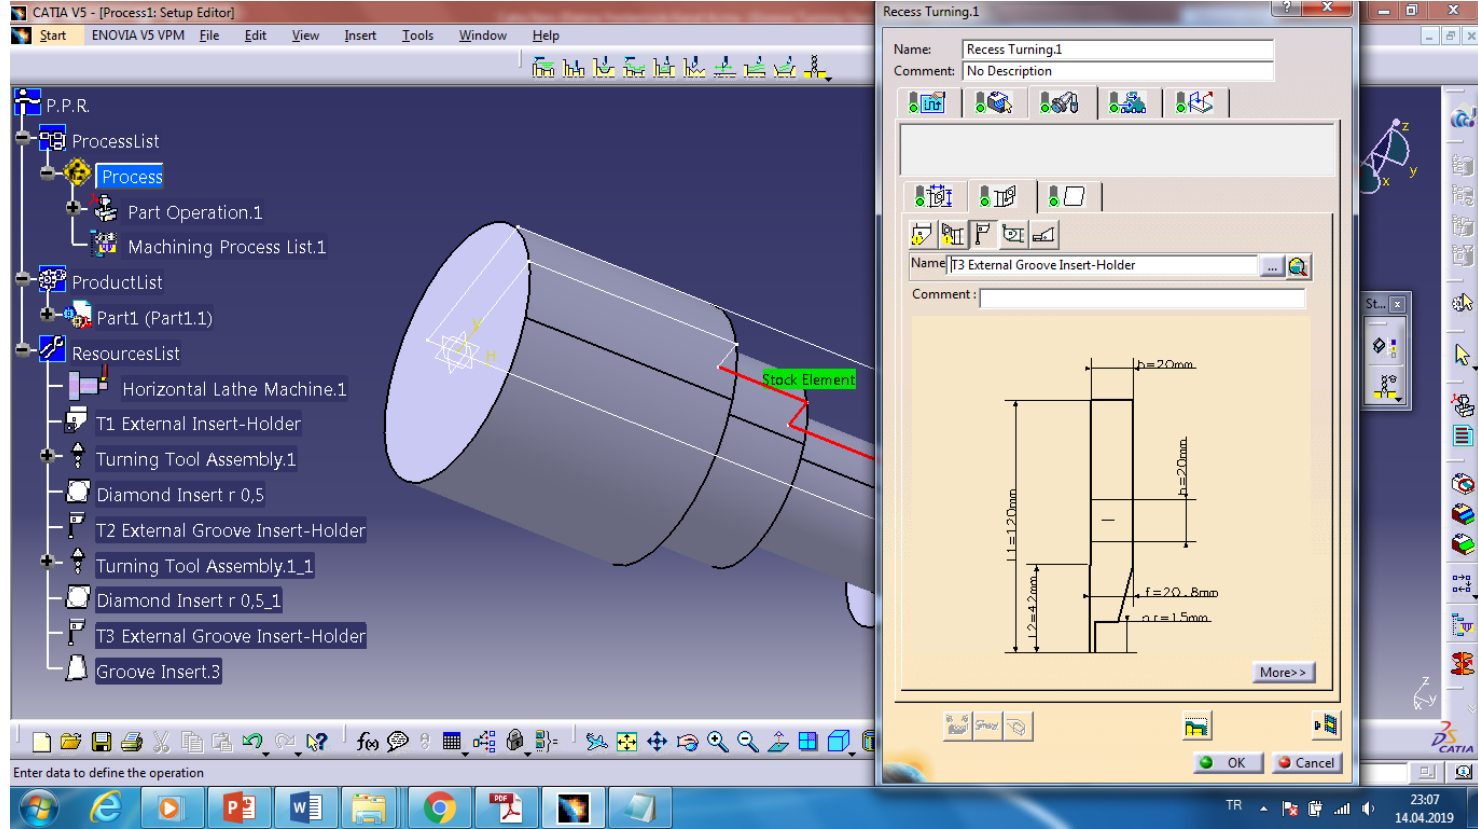 CATIA V5 - [Process1: Setup Editor]
Start ENOVIA V5 VPM File Edit View Insert Tools Window Help
P.P.R.
ProcessList
Process
Part Operation.1
Machining Process List.1
ProductList
Part1 (Part1.1)
ResourcesList
Horizontal Lathe Machine.1
T1 External Insert-Holder
Turning Tool Assembly.1
Diamond Insert r 0,5
T2 External Groove Insert-Holder
Turning Tool Assembly.1_1
Diamond Insert r 0,5_1
T3 External Groove Insert-Holder
Groove Insert.3
Stock Element
y
z
x
y
Recess Turning.1
Name: Recess Turning.1
Comment: No Description
Name T3 External Groove Insert-Holder
...
Comment :
b=20mm
h=20mm
l1=120mm
l2=42mm
f=20.8mm
a r=15mm
More>>
OK
Cancel
St...
z
y
f(x)
CATIA
Enter data to define the operation
TR
23:07
14.04.2019